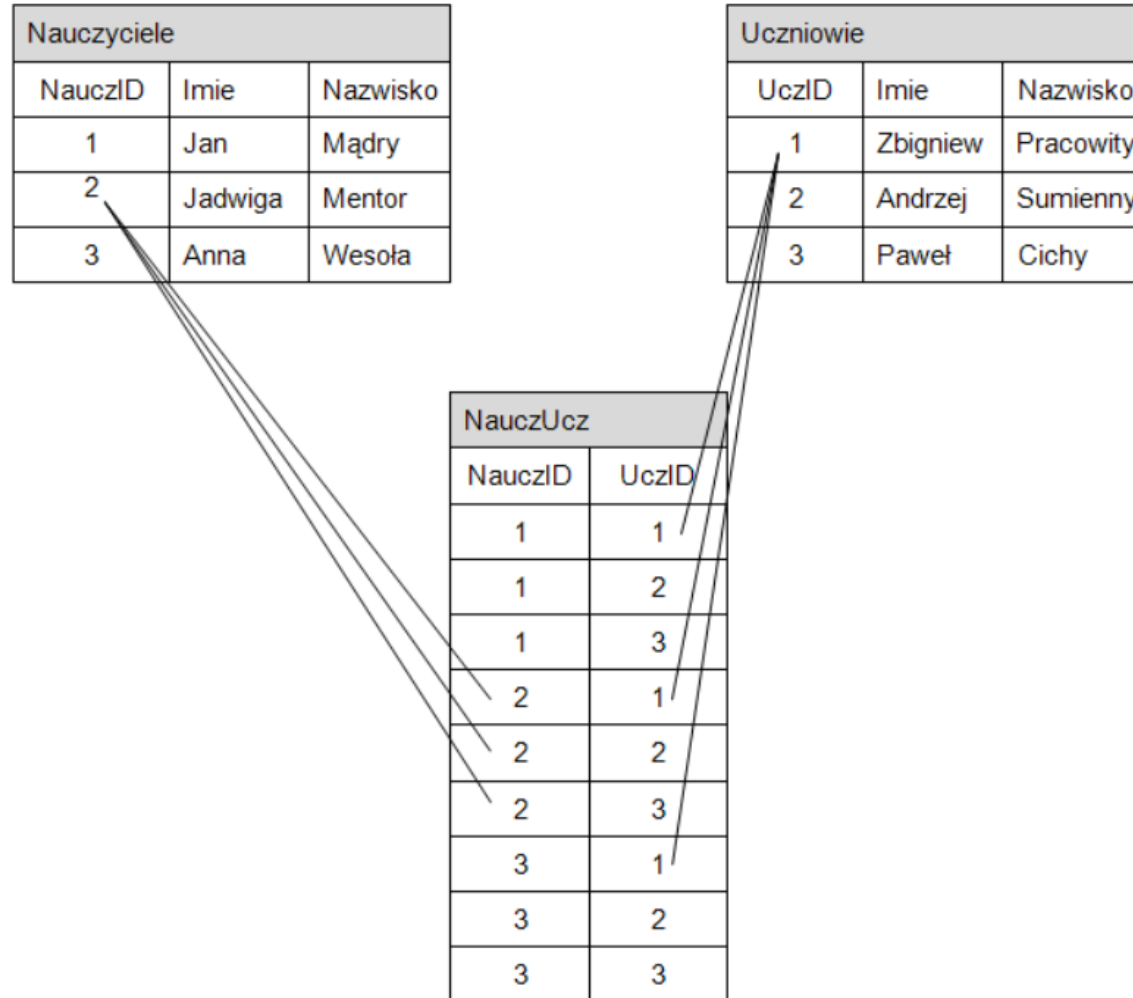 Nauczyciele
NauczID Imie Nazwisko
1 Jan Mądry
2 Jadwiga Mentor
3 Anna Wesoła
Uczniowie
UczID Imie Nazwisko
1 Zbigniew Pracowity
2 Andrzej Sumienny
3 Paweł Cichy
NauczUcz
NauczID UczID
1 1
1 2
1 3
2 1
2 2
2 3
3 1
3 2
3 3